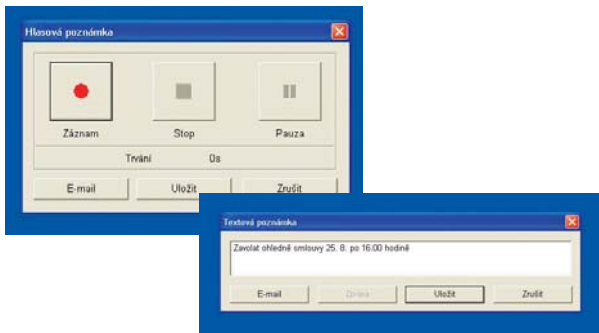 Hlasová poznámka
Záznam Stop Pauza
Trvání 0s
E-mail Uložit Zrušit
Textová poznámka
Zavolat ohledně smlouvy 25. 8. po 16:00 hodině
E-mail Zpráva Uložit Zrušit